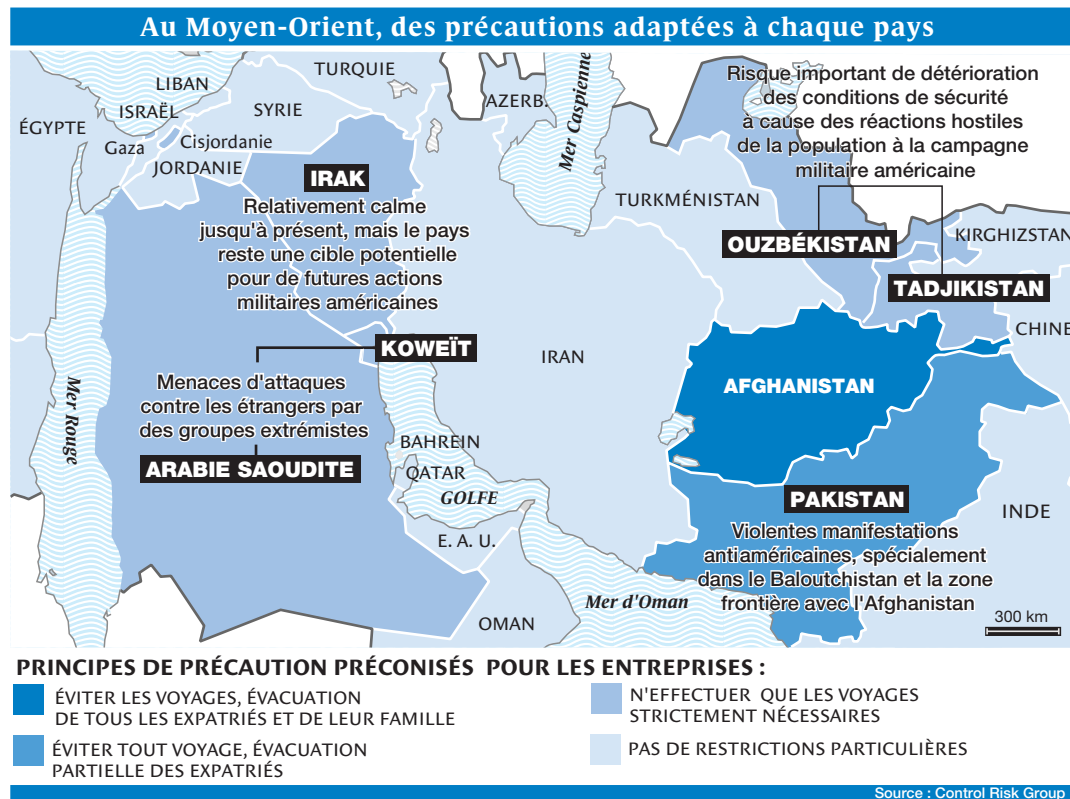 Au Moyen-Orient, des précautions adaptées à chaque pays
TURQUIE
LIBAN
ISRAËL
SYRIE
ÉGYPTE
Gaza
Cisjordanie
JORDANIE
AZERB.
Mer Caspienne
Risque important de détérioration
des conditions de sécurité
à cause des réactions hostiles
de la population à la campagne
militaire américaine
IRAK
Relativement calme
jusqu'à présent, mais le pays
reste une cible potentielle
pour de futures actions
militaires américaines
TURKMÉNISTAN
OUZBÉKISTAN
KIRGHIZSTAN
TADJIKISTAN
CHINE
KOWEÏT
IRAN
AFGHANISTAN
Mer Rouge
Menaces d'attaques
contre les étrangers par
des groupes extrémistes
ARABIE SAOUDITE
BAHREIN
QATAR
GOLFE
E. A. U.
OMAN
Mer d'Oman
PAKISTAN
Violentes manifestations
antiaméricaines, spécialement
dans le Baloutchistan et la zone
frontière avec l'Afghanistan
INDE
300 km
PRINCIPES DE PRÉCAUTION PRÉCONISÉS POUR LES ENTREPRISES :
ÉVITER LES VOYAGES, ÉVACUATION
DE TOUS LES EXPATRIÉS ET DE LEUR FAMILLE
ÉVITER TOUT VOYAGE, ÉVACUATION
PARTIELLE DES EXPATRIÉS
N'EFFECTUER QUE LES VOYAGES
STRICTEMENT NÉCESSAIRES
PAS DE RESTRICTIONS PARTICULIÈRES
Source : Control Risk Group